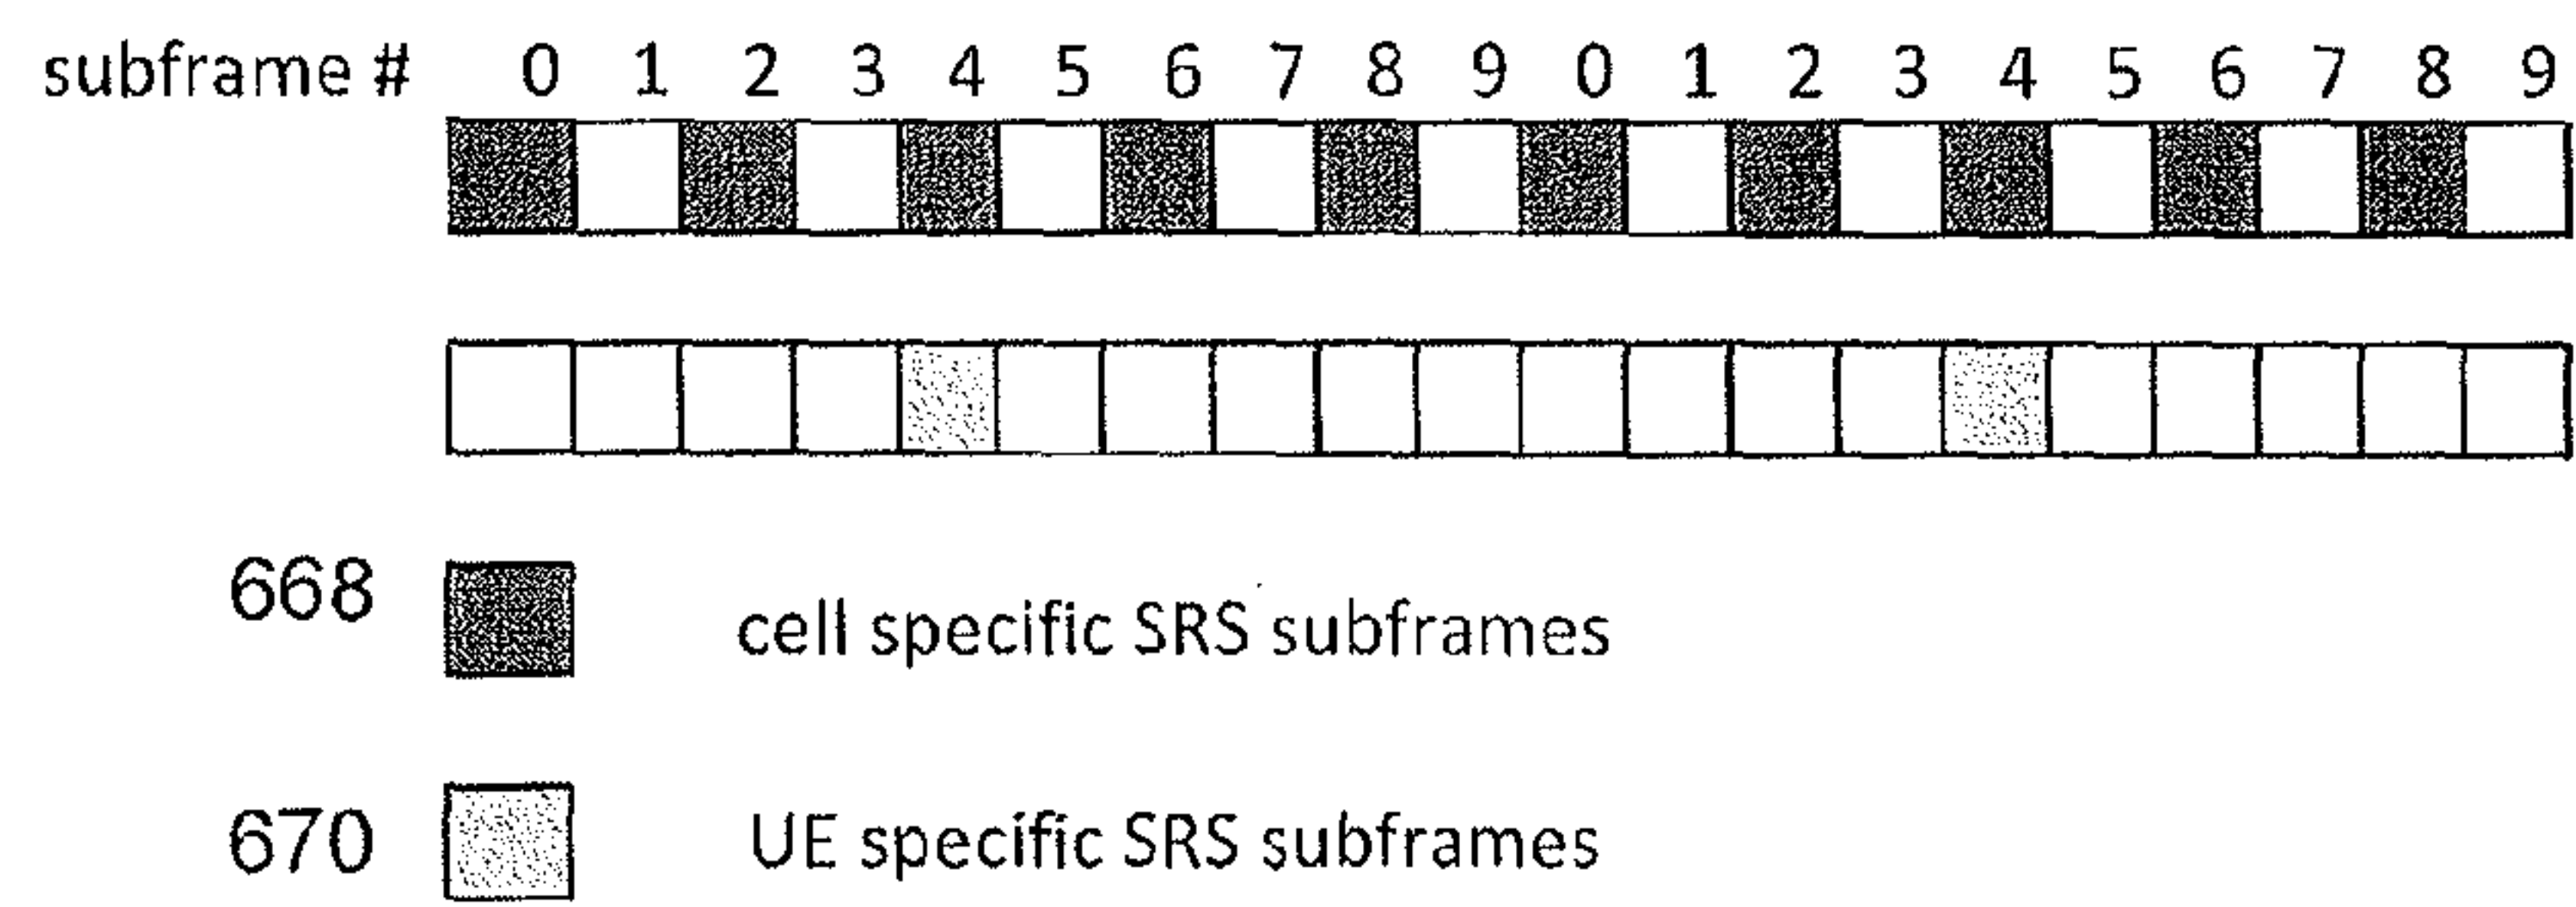 subframe # 0 1 2 3 4 5 6 7 8 9 0 1 2 3 4 5 6 7 8 9
668 cell specific SRS subframes
670 UE specific SRS subframes